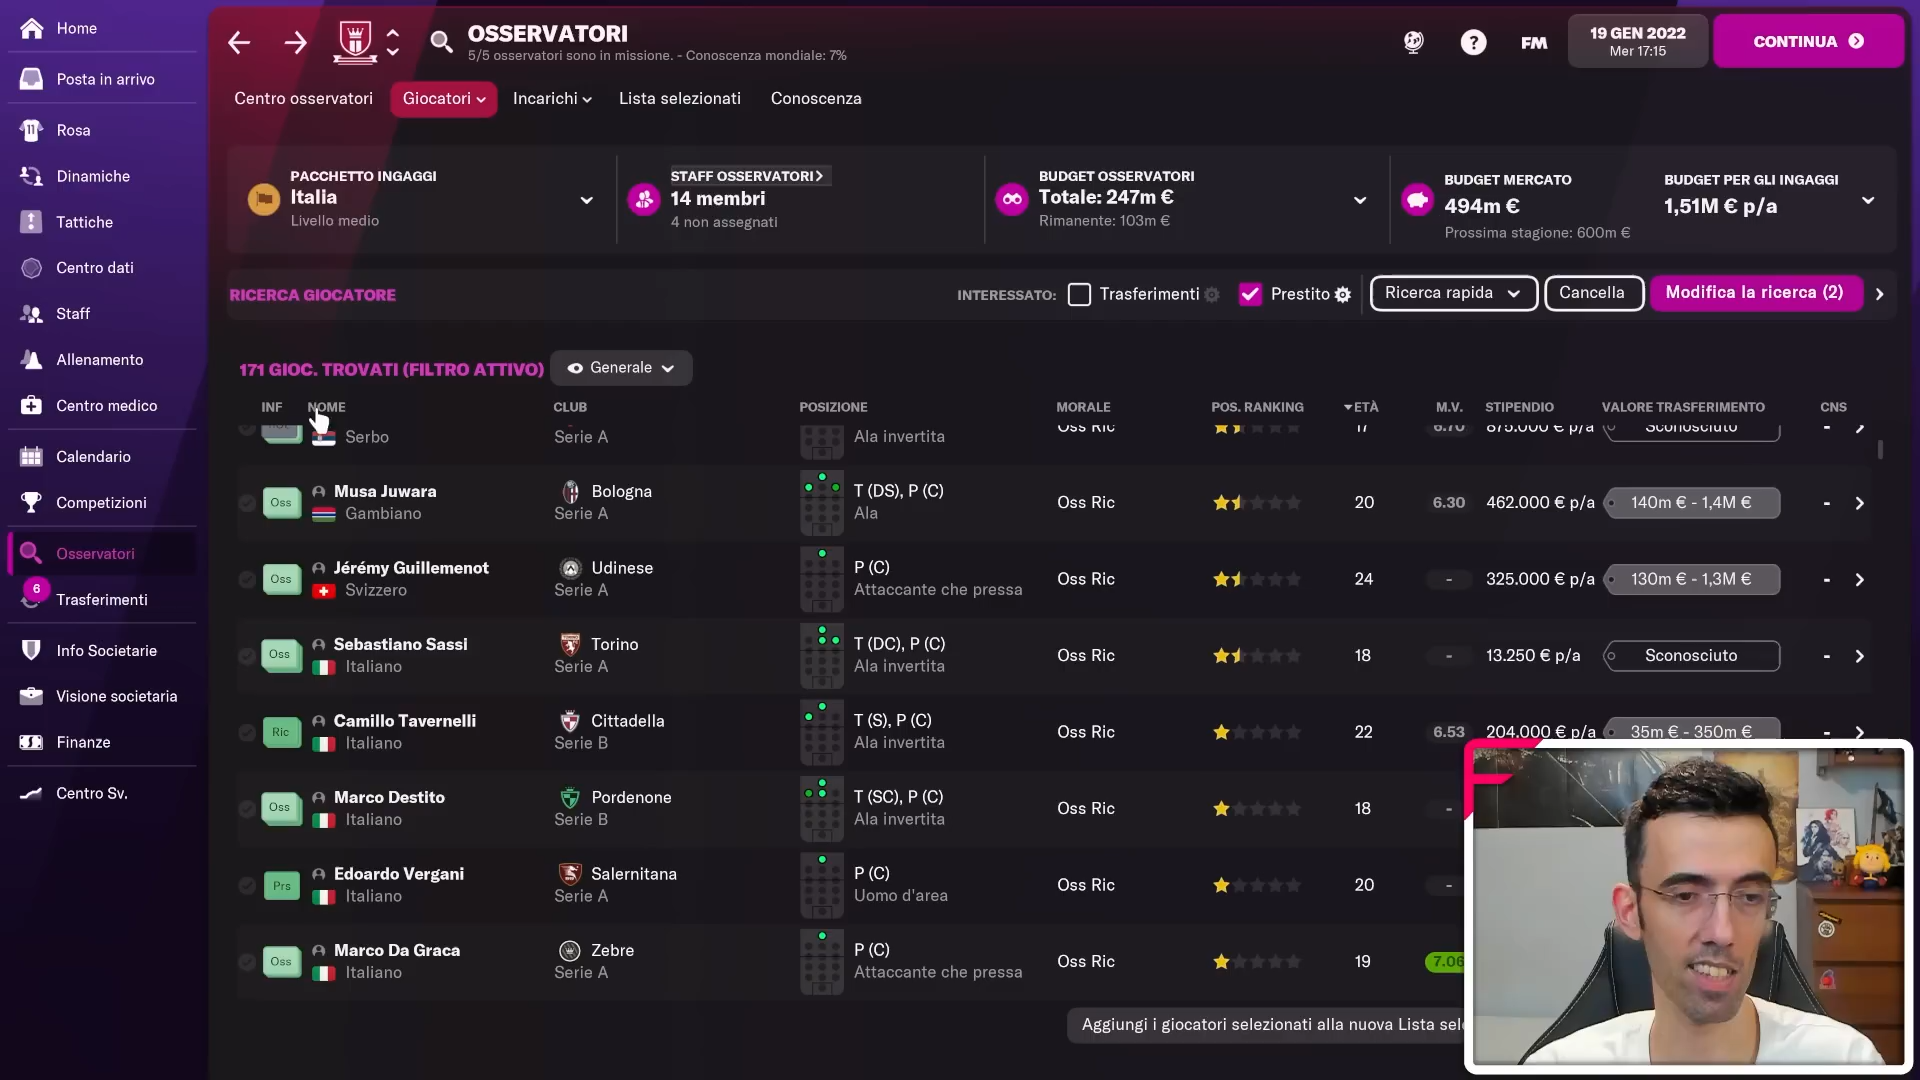 Home
Posta in arrivo
Rosa
Dinamiche
Tattiche
Centro dati
Staff
Allenamento
Centro medico
Calendario
Competizioni
Osservatori
6
Trasferimenti
Info Societarie
Visione societaria
Finanze
Centro Sv.
OSSERVATORI
5/5 osservatori sono in missione. - Conoscenza mondiale: 7%
?
FM
19 GEN 2022
Mer 17:15
CONTINUA
Centro osservatori
Giocatori
Incarichi
Lista selezionati
Conoscenza
PACCHETTO INGAGGI
Italia
Livello medio
STAFF OSSERVATORI
14 membri
4 non assegnati
BUDGET OSSERVATORI
Totale: 247m €
Rimanente: 103m €
BUDGET MERCATO
494m €
Prossima stagione: 600m €
BUDGET PER GLI INGAGGI
1,51M € p/a
RICERCA GIOCATORE
INTERESSATO:
Trasferimenti
Prestito
Ricerca rapida
Cancella
Modifica la ricerca (2)
171 GIOC. TROVATI (FILTRO ATTIVO)
Generale
INF NOME CLUB POSIZIONE MORALE POS. RANKING ETÀ M.V. STIPENDIO VALORE TRASFERIMENTO CNS
Oss Ric 17 6.70 875.000 € p/a Sconosciuto -
Serbo Serie A Ala invertita
Oss Musa Juwara Bologna T (DS), P (C) Oss Ric 20 6.30 462.000 € p/a 140m € - 1,4M € -
Gambiano Serie A Ala
Oss Jérémy Guillemenot Udinese P (C) Oss Ric 24 - 325.000 € p/a 130m € - 1,3M € -
Svizzero Serie A Attaccante che pressa
Oss Sebastiano Sassi Torino T (DC), P (C) Oss Ric 18 - 13.250 € p/a Sconosciuto -
Italiano Serie A Ala invertita
Ric Camillo Tavernelli Cittadella T (S), P (C) Oss Ric 22 6.53 204.000 € p/a 35m € - 350m € -
Italiano Serie B Ala invertita
Oss Marco Destito Pordenone T (SC), P (C) Oss Ric 18 -
Italiano Serie B Ala invertita
Prs Edoardo Vergani Salernitana P (C) Oss Ric 20 -
Italiano Serie A Uomo d'area
Oss Marco Da Graca Zebre P (C) Oss Ric 19 7.06
Italiano Serie A Attaccante che pressa
Aggiungi i giocatori selezionati alla nuova Lista sele